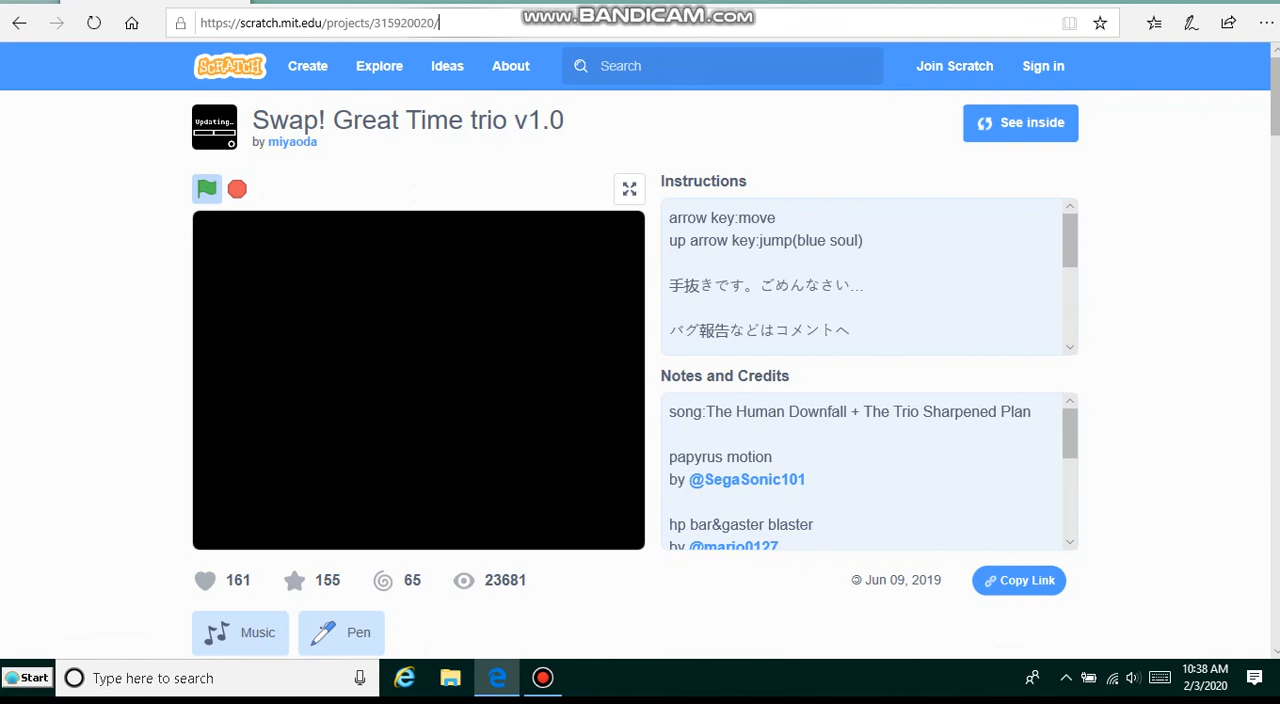 https://scratch.mit.edu/projects/315920020/
WWW.BANDICAM.COM
SCRATCH
Create
Explore
Ideas
About
Search
Join Scratch
Sign in
Updating...
Swap! Great Time trio v1.0
by miyaoda
See inside
Instructions
arrow key:move
up arrow key:jump(blue soul)
手抜きです。ごめんなさい...
バグ報告などはコメントへ
Notes and Credits
song:The Human Downfall + The Trio Sharpened Plan
papyrus motion
by @SegaSonic101
hp bar&gaster blaster
by @mario0127
161
155
65
23681
© Jun 09, 2019
Copy Link
Music
Pen
Start
Type here to search
10:38 AM
2/3/2020